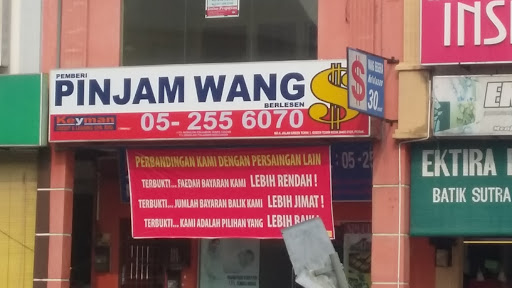 PEMBERI
PINJAM WANG
BERLESEN
Keyman
05- 255 6070
$
$
30
PERBANDINGAN KAMI DENGAN PERSAINGAN LAIN
TERBUKTI... FAEDAH BAYARAN KAMI LEBIH RENDAH!
TERBUKTI... JUMLAH BAYARAN BALIK KAMI LEBIH JIMAT!
TERBUKTI... KAMI ADALAH PILIHAN YANG LEBIH BAIK!
INS
EKTIRA
BATIK SUTRA